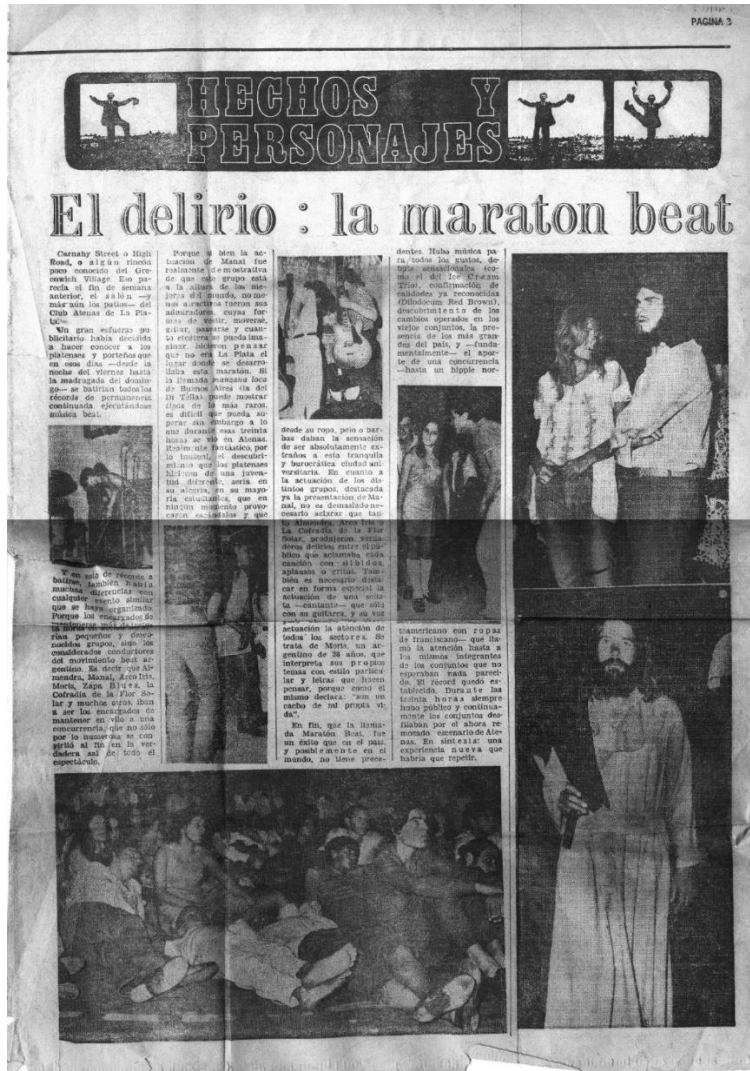 PAGINA 3
HECHOS Y
PERSONAJES
El delirio : la maraton beat
Carnaby Street o High
Road, o algún rincón
poco conocido del Gre-
enwich Village. Eso pa-
recía el fin de semana
anterior, el salón —y
más aún los patios— del
Club Atenas de La Pla-
ta.
Un gran esfuerzo pu-
blicitario había decidido
a hacer conocer a los
platenses y porteños que
en esos días —desde la
noche del viernes hasta
la madrugada del domin-
go— se batirían todos los
récords de permanencia
continuada ejecutándose
música beat.
Y en esto de récords a
batirse, también había
muchas diferencias con
cualquier evento similar
que se haya organizado.
Porque los encargados de
rían pequeños y desco-
nocidos grupos, sino los
considerados conductores
del movimiento beat ar-
gentino. Es decir que Al-
mendra, Manal, Arco Iris,
Moris, Zapa Blues, la
Cofradía de la Flor So-
lar y muchos otros, iban
a ser los encargados de
mantener en vilo a una
concurrencia, que no sólo
por lo numerosa se con-
virtió al fin en la ver-
dadera sal de todo el
espectáculo.
Porque si bien la ac-
tuación de Manal fue
realmente demostrativa
de que este grupo está
a la altura de los me-
jores del mundo, no me-
nos atractivos fueron sus
admiradores, cuyas for-
mas de vestir, moverse,
gritar, pasearse y cuan-
to etcétera se pueda ima-
ginar, hicieron pensar
que no era La Plata el
lugar donde se desarro-
llaba esta maratón. Si
la llamada manzana loca
de Buenos Aires (la del
Di Tella) puede mostrar
tipos de lo más raros,
es difícil que pueda su-
perar sin embargo a lo
que durante esas treinta
horas se vio en Atenas.
Realmente fantástico, por
lo inusual, el descubri-
miento que los platenses
hicieron de una juven-
tud diferente, seria en
su alegría, en su mayo-
ría estudiantes, que en
ningún momento provo-
caron escándalos y que
desde su ropa, pelo o bar-
bas daban la sensación
de ser absolutamente ex-
traños a esta tranquila
y burocrática ciudad uni-
versitaria. En cuanto a
la actuación de los dis-
tintos grupos, destacada
ya la presentación de Ma-
nal, no es demasiado ne-
cesario aclarar que tan-
to Almendra, Arco Iris y
La Cofradía de la Flor
Solar, produjeron verda-
deros delirios entre el pú-
blico que aclamaba cada
canción con
aplausos o gritos. Tam-
bién es necesario desta-
car en forma especial la
actuación de una solis-
ta —cantante— que sólo
con su guitarra, y su voz
actuación la atención de
todos los sectores. Se
trata de Moris, un ar-
gentino de 28 años, que
interpreta sus propios
temas con estilo particu-
lar y letras que hacen
pensar, porque como el
mismo declara: "son un
cacho de mi propia vi-
da".
En fin, que la llama-
da Maratón Beat, fue
un éxito que en el país
y posiblemente en el
mundo, no tiene prece-
dentes. Hubo música pa-
ra todos los gustos, de-
buts sensacionales (co-
mo el del Ice Cream
Trío), confirmación de
calidades ya reconocidas
(Diplodocum Red Brown),
descubrimiento de los
cambios operados en los
viejos conjuntos, la pre-
sencia de los más gran-
des del país, y —funda-
mentalmente— el apor-
te de una concurrencia
—hasta un hippie nor-
teamericano con ropas
de franciscano— que lla-
mó la atención hasta a
los mismos integrantes
de los conjuntos que no
esperaban nada pareci-
do. El récord quedó es-
tablecido. Durante las
treinta horas siempre
hubo público y continua-
mente los conjuntos des-
filaban por el ahora re-
mozado escenario de Ate-
nas. En síntesis: una
experiencia nueva que
habría que repetir.